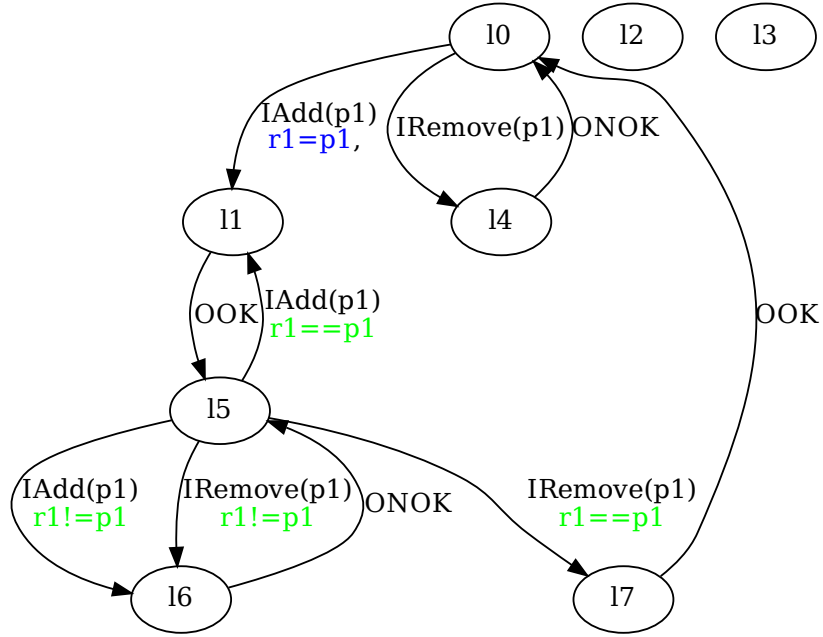 l0
l2
l3
IAdd(p1)
r1=p1,
IRemove(p1)
ONOK
l1
l4
OOK
IAdd(p1)
r1==p1
OOK
l5
IAdd(p1)
r1!=p1
IRemove(p1)
r1!=p1
ONOK
IRemove(p1)
r1==p1
l6
l7